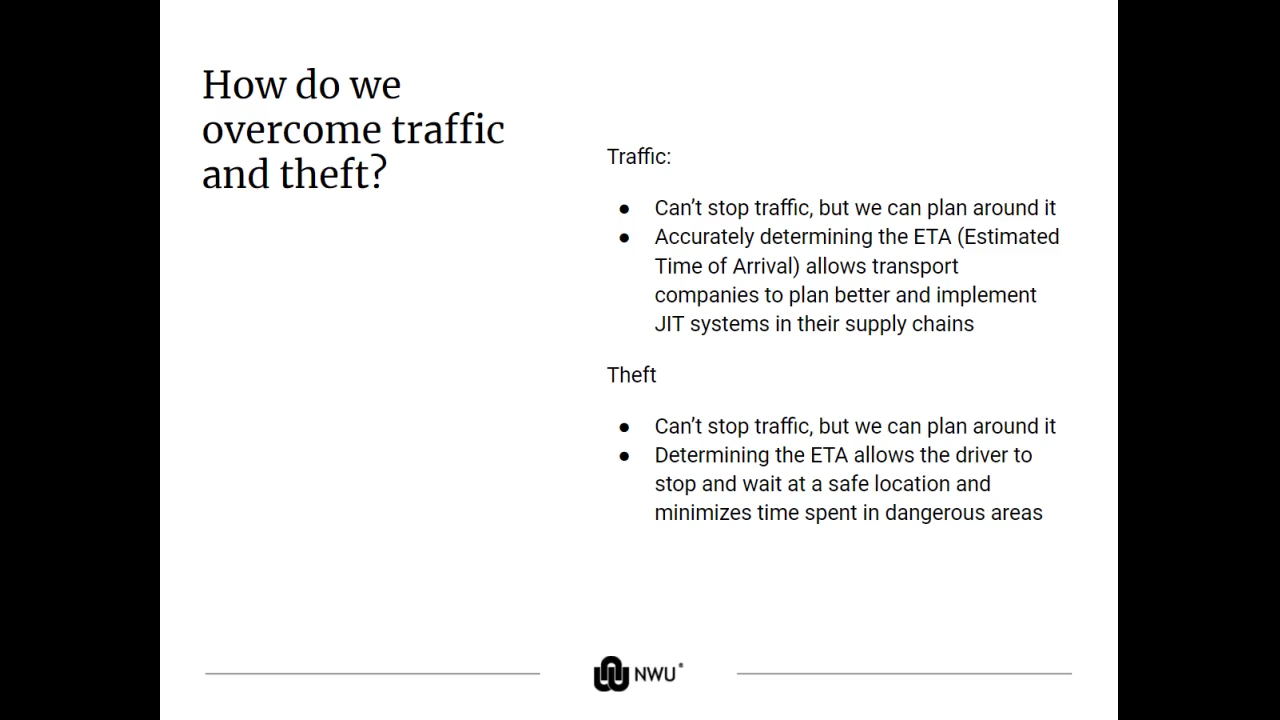 How do we
overcome traffic
and theft?
Traffic:
● Can’t stop traffic, but we can plan around it
● Accurately determining the ETA (Estimated
Time of Arrival) allows transport
companies to plan better and implement
JIT systems in their supply chains
Theft
● Can’t stop traffic, but we can plan around it
● Determining the ETA allows the driver to
stop and wait at a safe location and
minimizes time spent in dangerous areas
NWU®